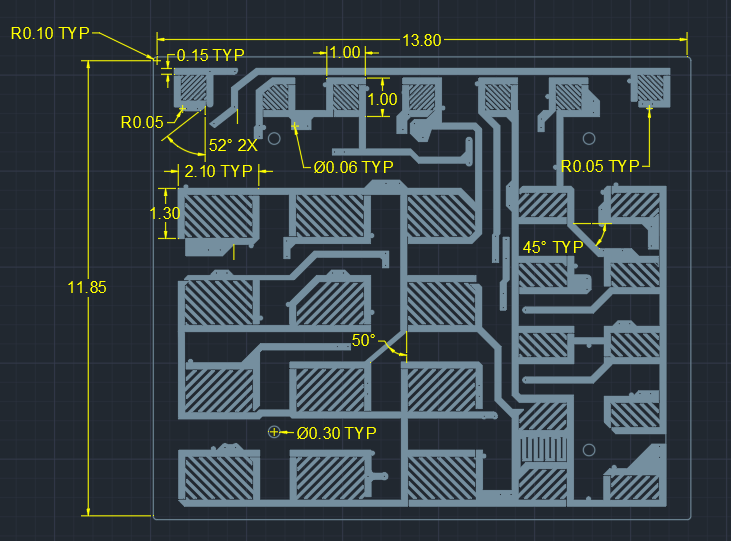 R0.10 TYP
13.80
0.15 TYP
1.00
1.00
R0.05
52° 2X
Ø0.06 TYP
R0.05 TYP
2.10 TYP
1.30
45° TYP
11.85
50°
Ø0.30 TYP